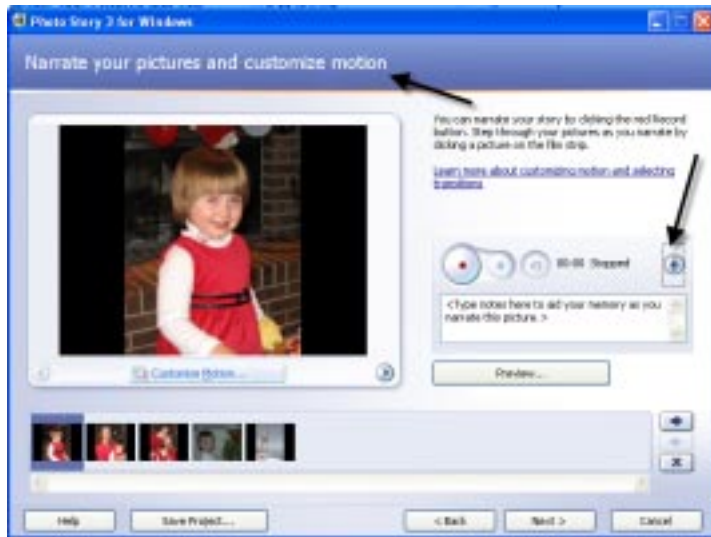 Photo Story 3 for Windows
Narrate your pictures and customize motion
You can narrate your story by clicking the red Record
button. Step through your pictures as you narrate by
clicking a picture on the film strip.
Learn more about customizing motion and selecting
transitions
00:00 Stopped
<Type notes here to aid your memory as you
narrate this picture. >
Customize Motion...
Preview...
Help
Save Project...
< Back
Next >
Cancel